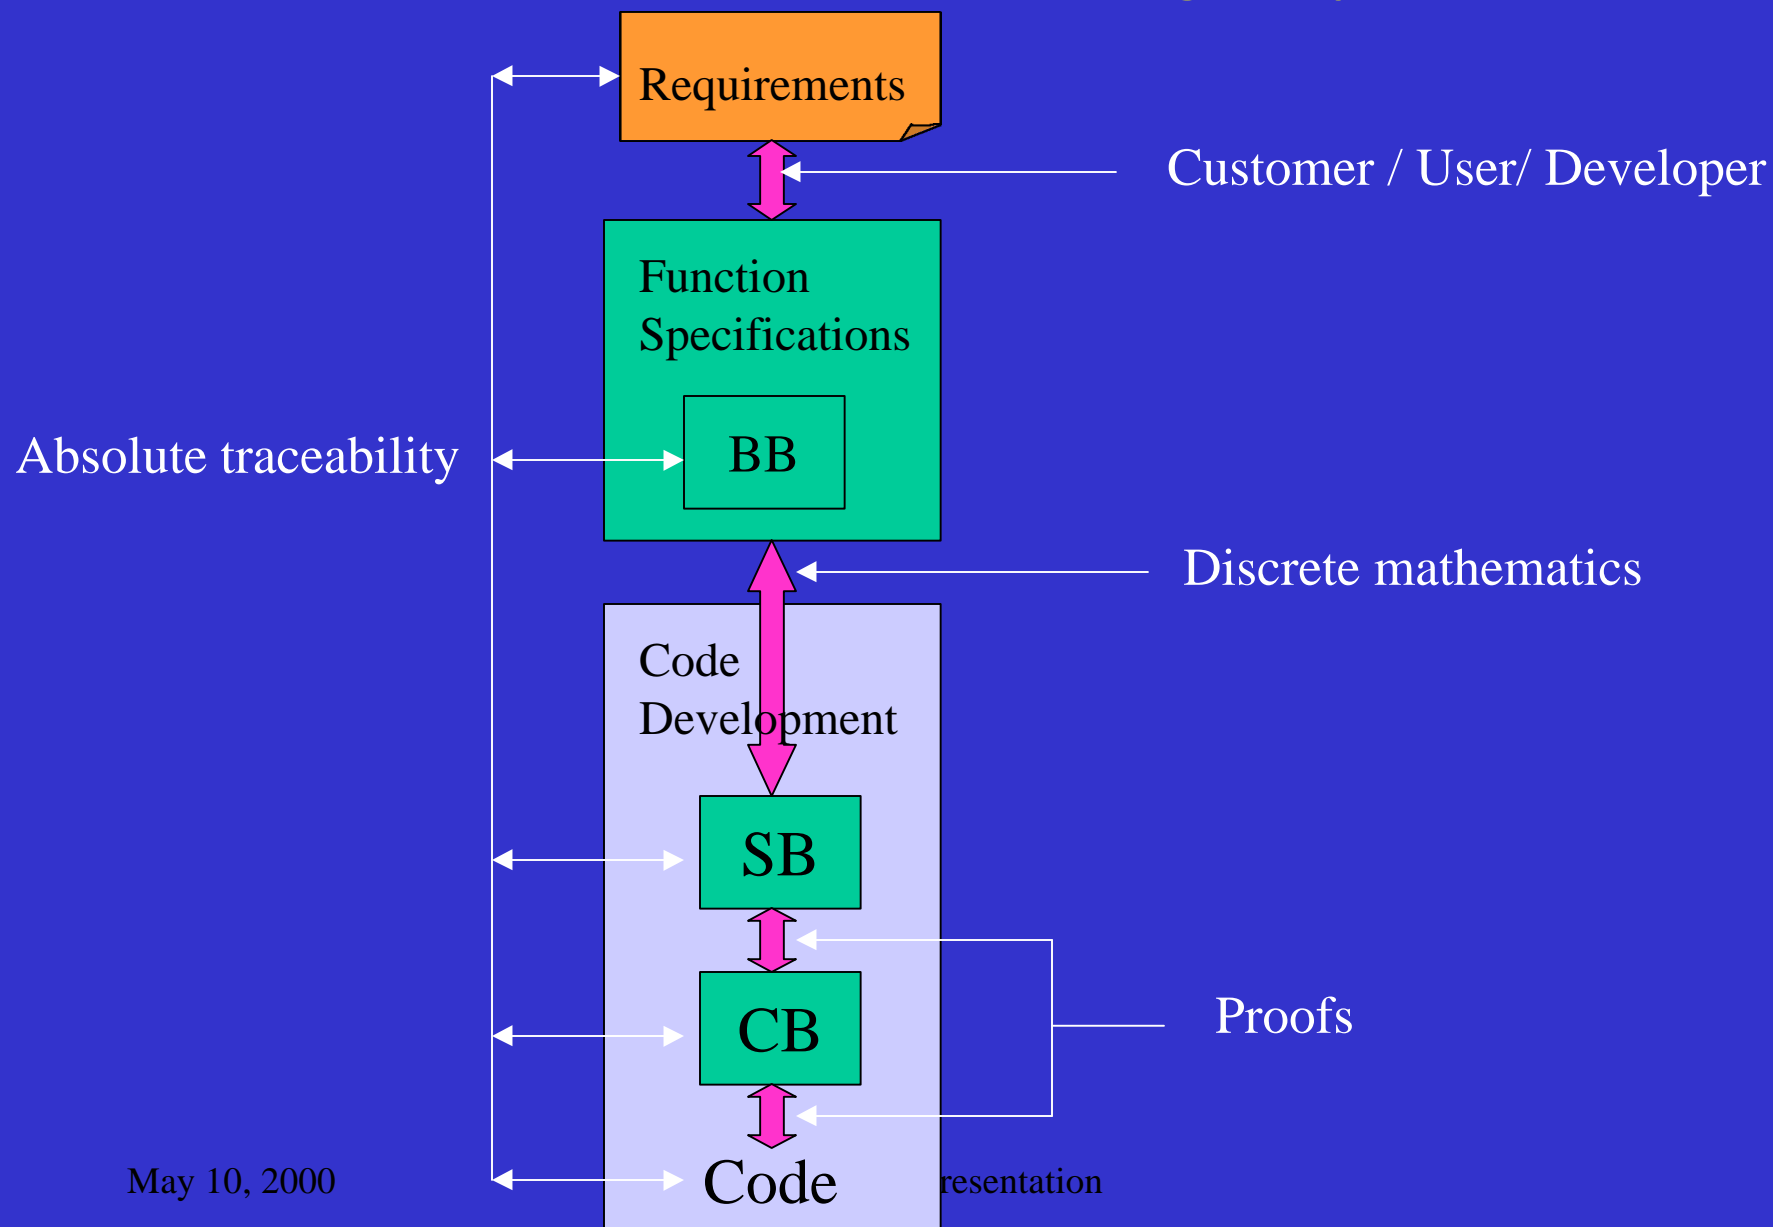 Requirements
Customer / User/ Developer
Function
Specifications
Absolute traceability
BB
Discrete mathematics
Code
Development
SB
CB
Proofs
Code
May 10, 2000
resentation